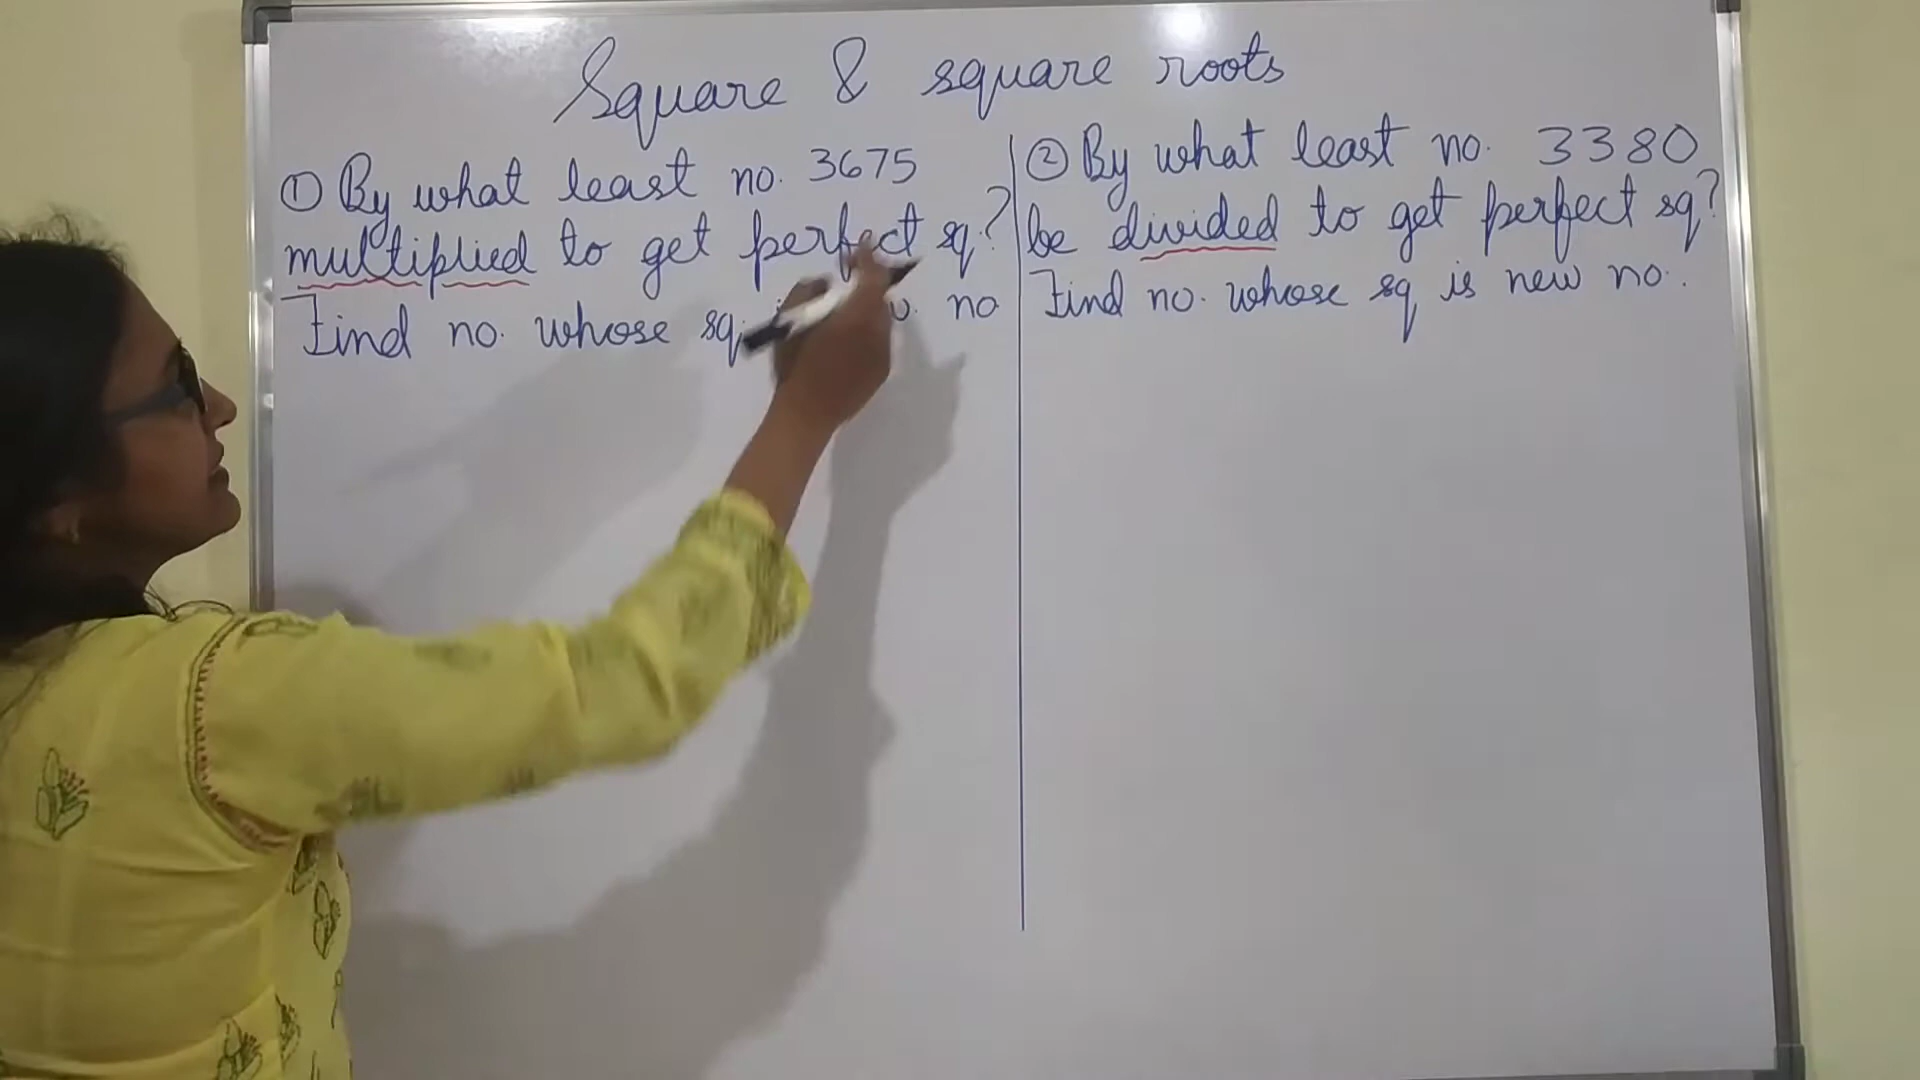 Square & square roots
① By what least no. 3675
multiplied to get perfect sq.?
Find no. whose sq. no
② By what least no. 3380
be divided to get perfect sq?
Find no. whose sq is new no.